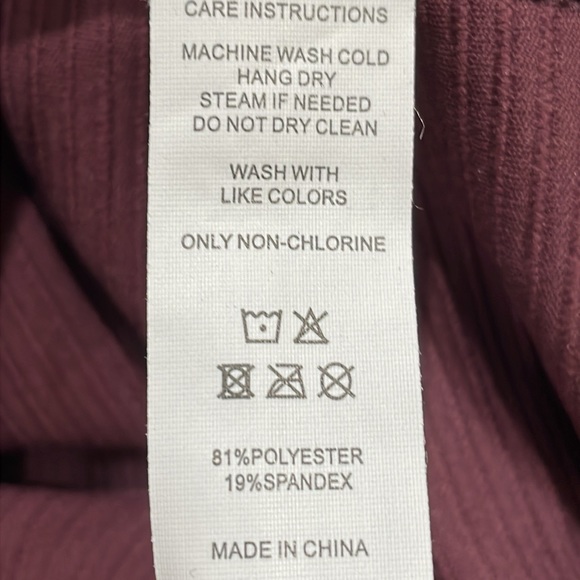 CARE INSTRUCTIONS
MACHINE WASH COLD
HANG DRY
STEAM IF NEEDED
DO NOT DRY CLEAN
WASH WITH
LIKE COLORS
ONLY NON-CHLORINE
81%POLYESTER
19%SPANDEX
MADE IN CHINA